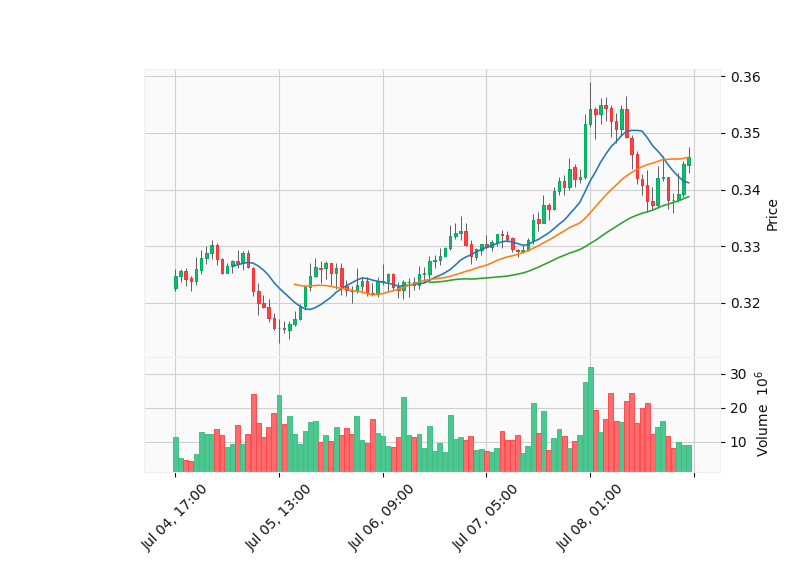 0.36
0.35
0.34
0.33
0.32
Price
30
20
10
Volume 10^6
Jul 04, 17:00
Jul 05, 13:00
Jul 06, 09:00
Jul 07, 05:00
Jul 08, 01:00